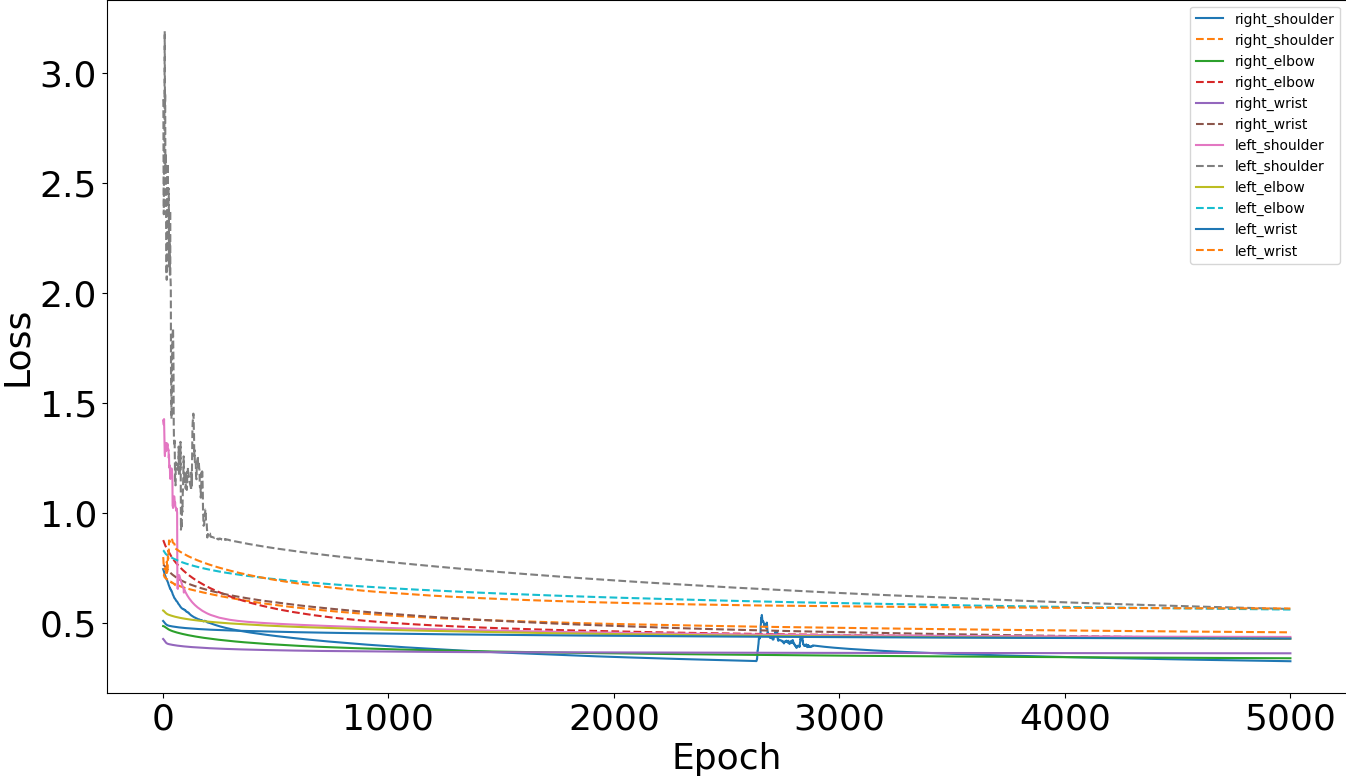 right_shoulder
right_shoulder
right_elbow
right_elbow
right_wrist
right_wrist
left_shoulder
left_shoulder
left_elbow
left_elbow
left_wrist
left_wrist
3.0
2.5
2.0
1.5
1.0
0.5
Loss
0 1000 2000 3000 4000 5000
Epoch